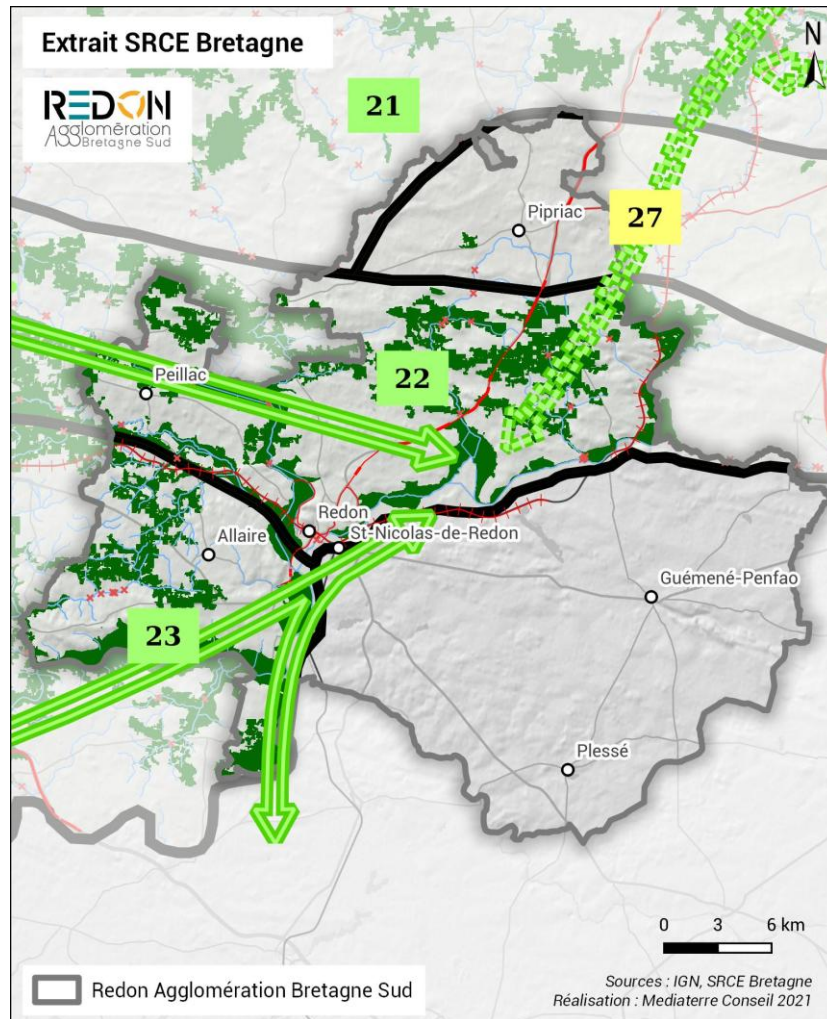 Extrait SRCE Bretagne
REDON
Agglomération
Bretagne Sud
N
21
27
Pipriac
22
Peillac
Redon
St-Nicolas-de-Redon
Allaire
Guémené-Penfao
23
Plessé
0 3 6 km
Redon Agglomération Bretagne Sud
Sources : IGN, SRCE Bretagne
Réalisation : Mediaterre Conseil 2021